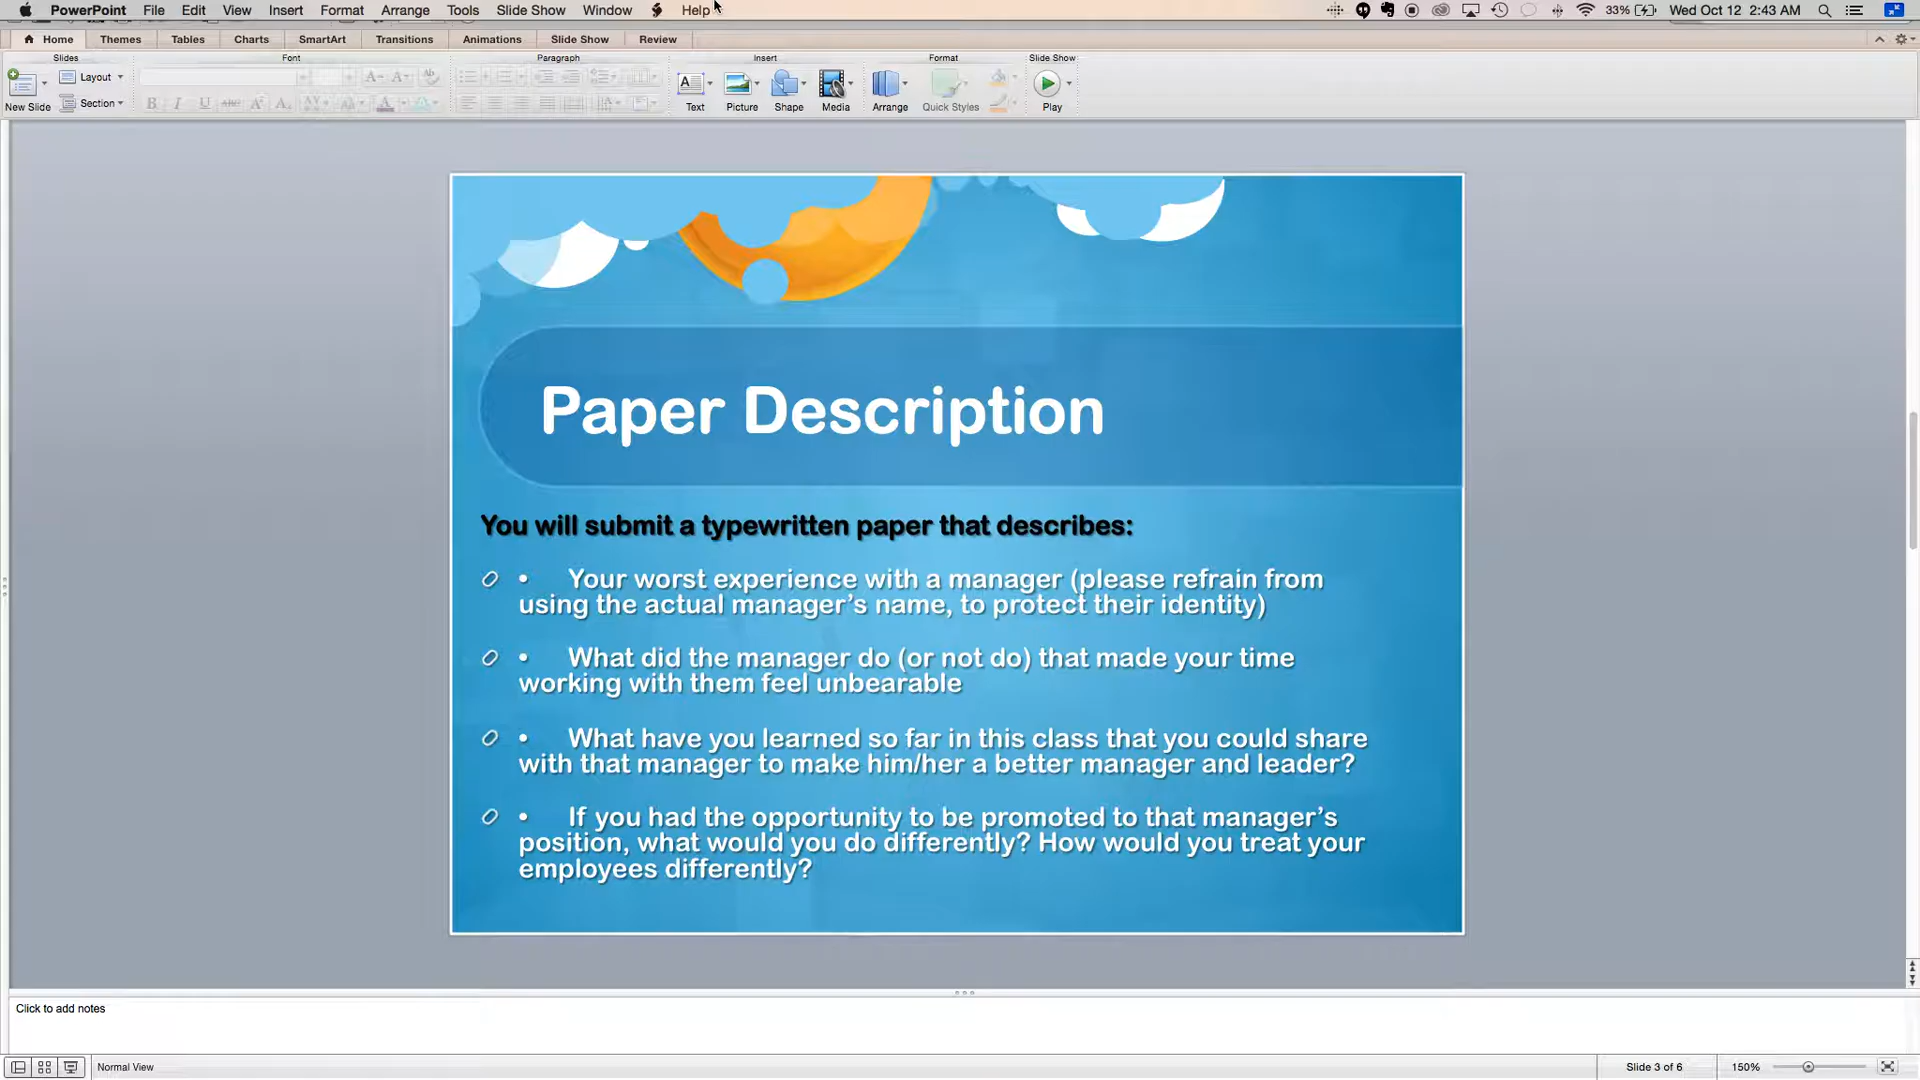 PowerPoint File Edit View Insert Format Arrange Tools Slide Show Window Help 33% Wed Oct 12 2:43 AM
Home Themes Tables Charts SmartArt Transitions Animations Slide Show Review
Slides Font Paragraph Insert Format Slide Show
Layout
New Slide Section Text Picture Shape Media Arrange Quick Styles Play
Paper Description
You will submit a typewritten paper that describes:
• Your worst experience with a manager (please refrain from
using the actual manager’s name, to protect their identity)
• What did the manager do (or not do) that made your time
working with them feel unbearable
• What have you learned so far in this class that you could share
with that manager to make him/her a better manager and leader?
• If you had the opportunity to be promoted to that manager’s
position, what would you do differently? How would you treat your
employees differently?
Click to add notes
Normal View Slide 3 of 6 150%